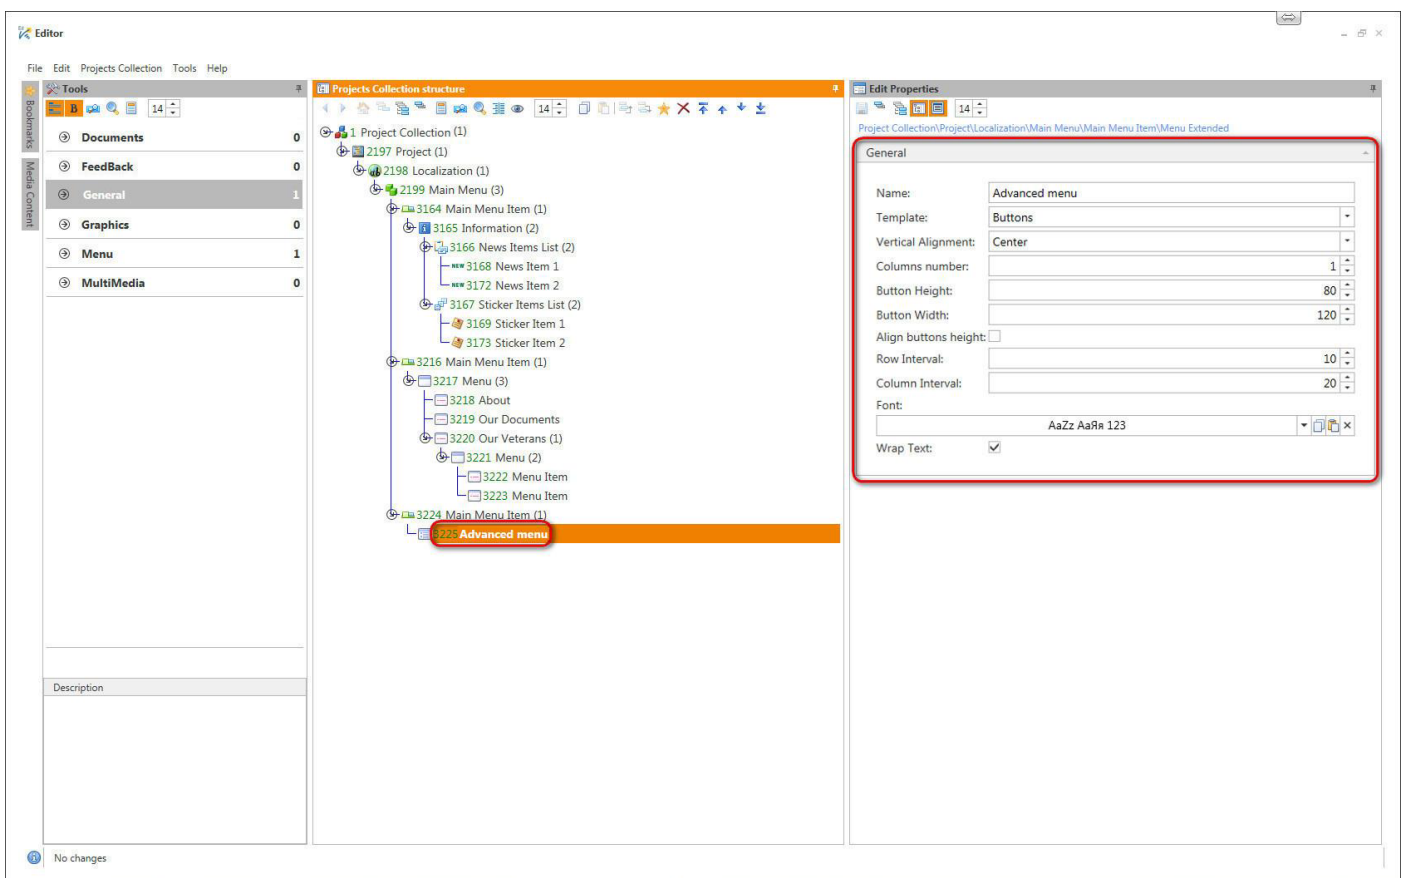 Editor
File Edit Projects Collection Tools Help
Bookmarks
Media Content
Tools
B 14
Documents 0
FeedBack 0
General 1
Graphics 0
Menu 1
MultiMedia 0
Description
Projects Collection structure
14
1 Project Collection (1)
2197 Project (1)
2198 Localization (1)
2199 Main Menu (3)
3164 Main Menu Item (1)
3165 Information (2)
3166 News Items List (2)
NEW 3168 News Item 1
NEW 3172 News Item 2
3167 Sticker Items List (2)
3169 Sticker Item 1
3173 Sticker Item 2
3216 Main Menu Item (1)
3217 Menu (3)
3218 About
3219 Our Documents
3220 Our Veterans (1)
3221 Menu (2)
3222 Menu Item
3223 Menu Item
3224 Main Menu Item (1)
3225 Advanced menu
Edit Properties
14
Project Collection\Project\Localization\Main Menu\Main Menu Item\Menu Extended
General
Name: Advanced menu
Template: Buttons
Vertical Alignment: Center
Columns number: 1
Button Height: 80
Button Width: 120
Align buttons height:
Row Interval: 10
Column Interval: 20
Font:
AaZz АаЯя 123
Wrap Text:
No changes